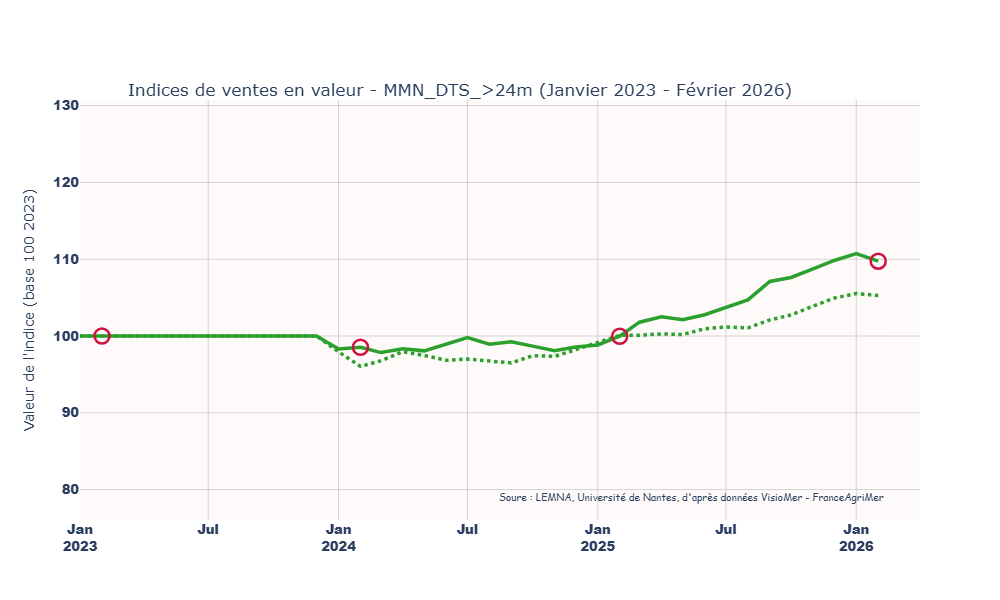 Indices de ventes en valeur - MMN_DTS_>24m (Janvier 2023 - Février 2026)
Valeur de l'indice (base 100 2023)
130
120
110
100
90
80
Soure : LEMNA, Université de Nantes, d'après données VisioMer - FranceAgriMer
Jan Jul Jan Jul Jan Jul Jan
2023 2024 2025 2026